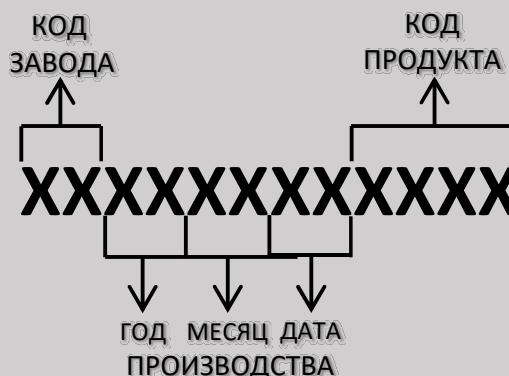 КОД
ЗАВОДА
КОД
ПРОДУКТА
XXXXXXXXXXXX
ГОД МЕСЯЦ ДАТА
ПРОИЗВОДСТВА